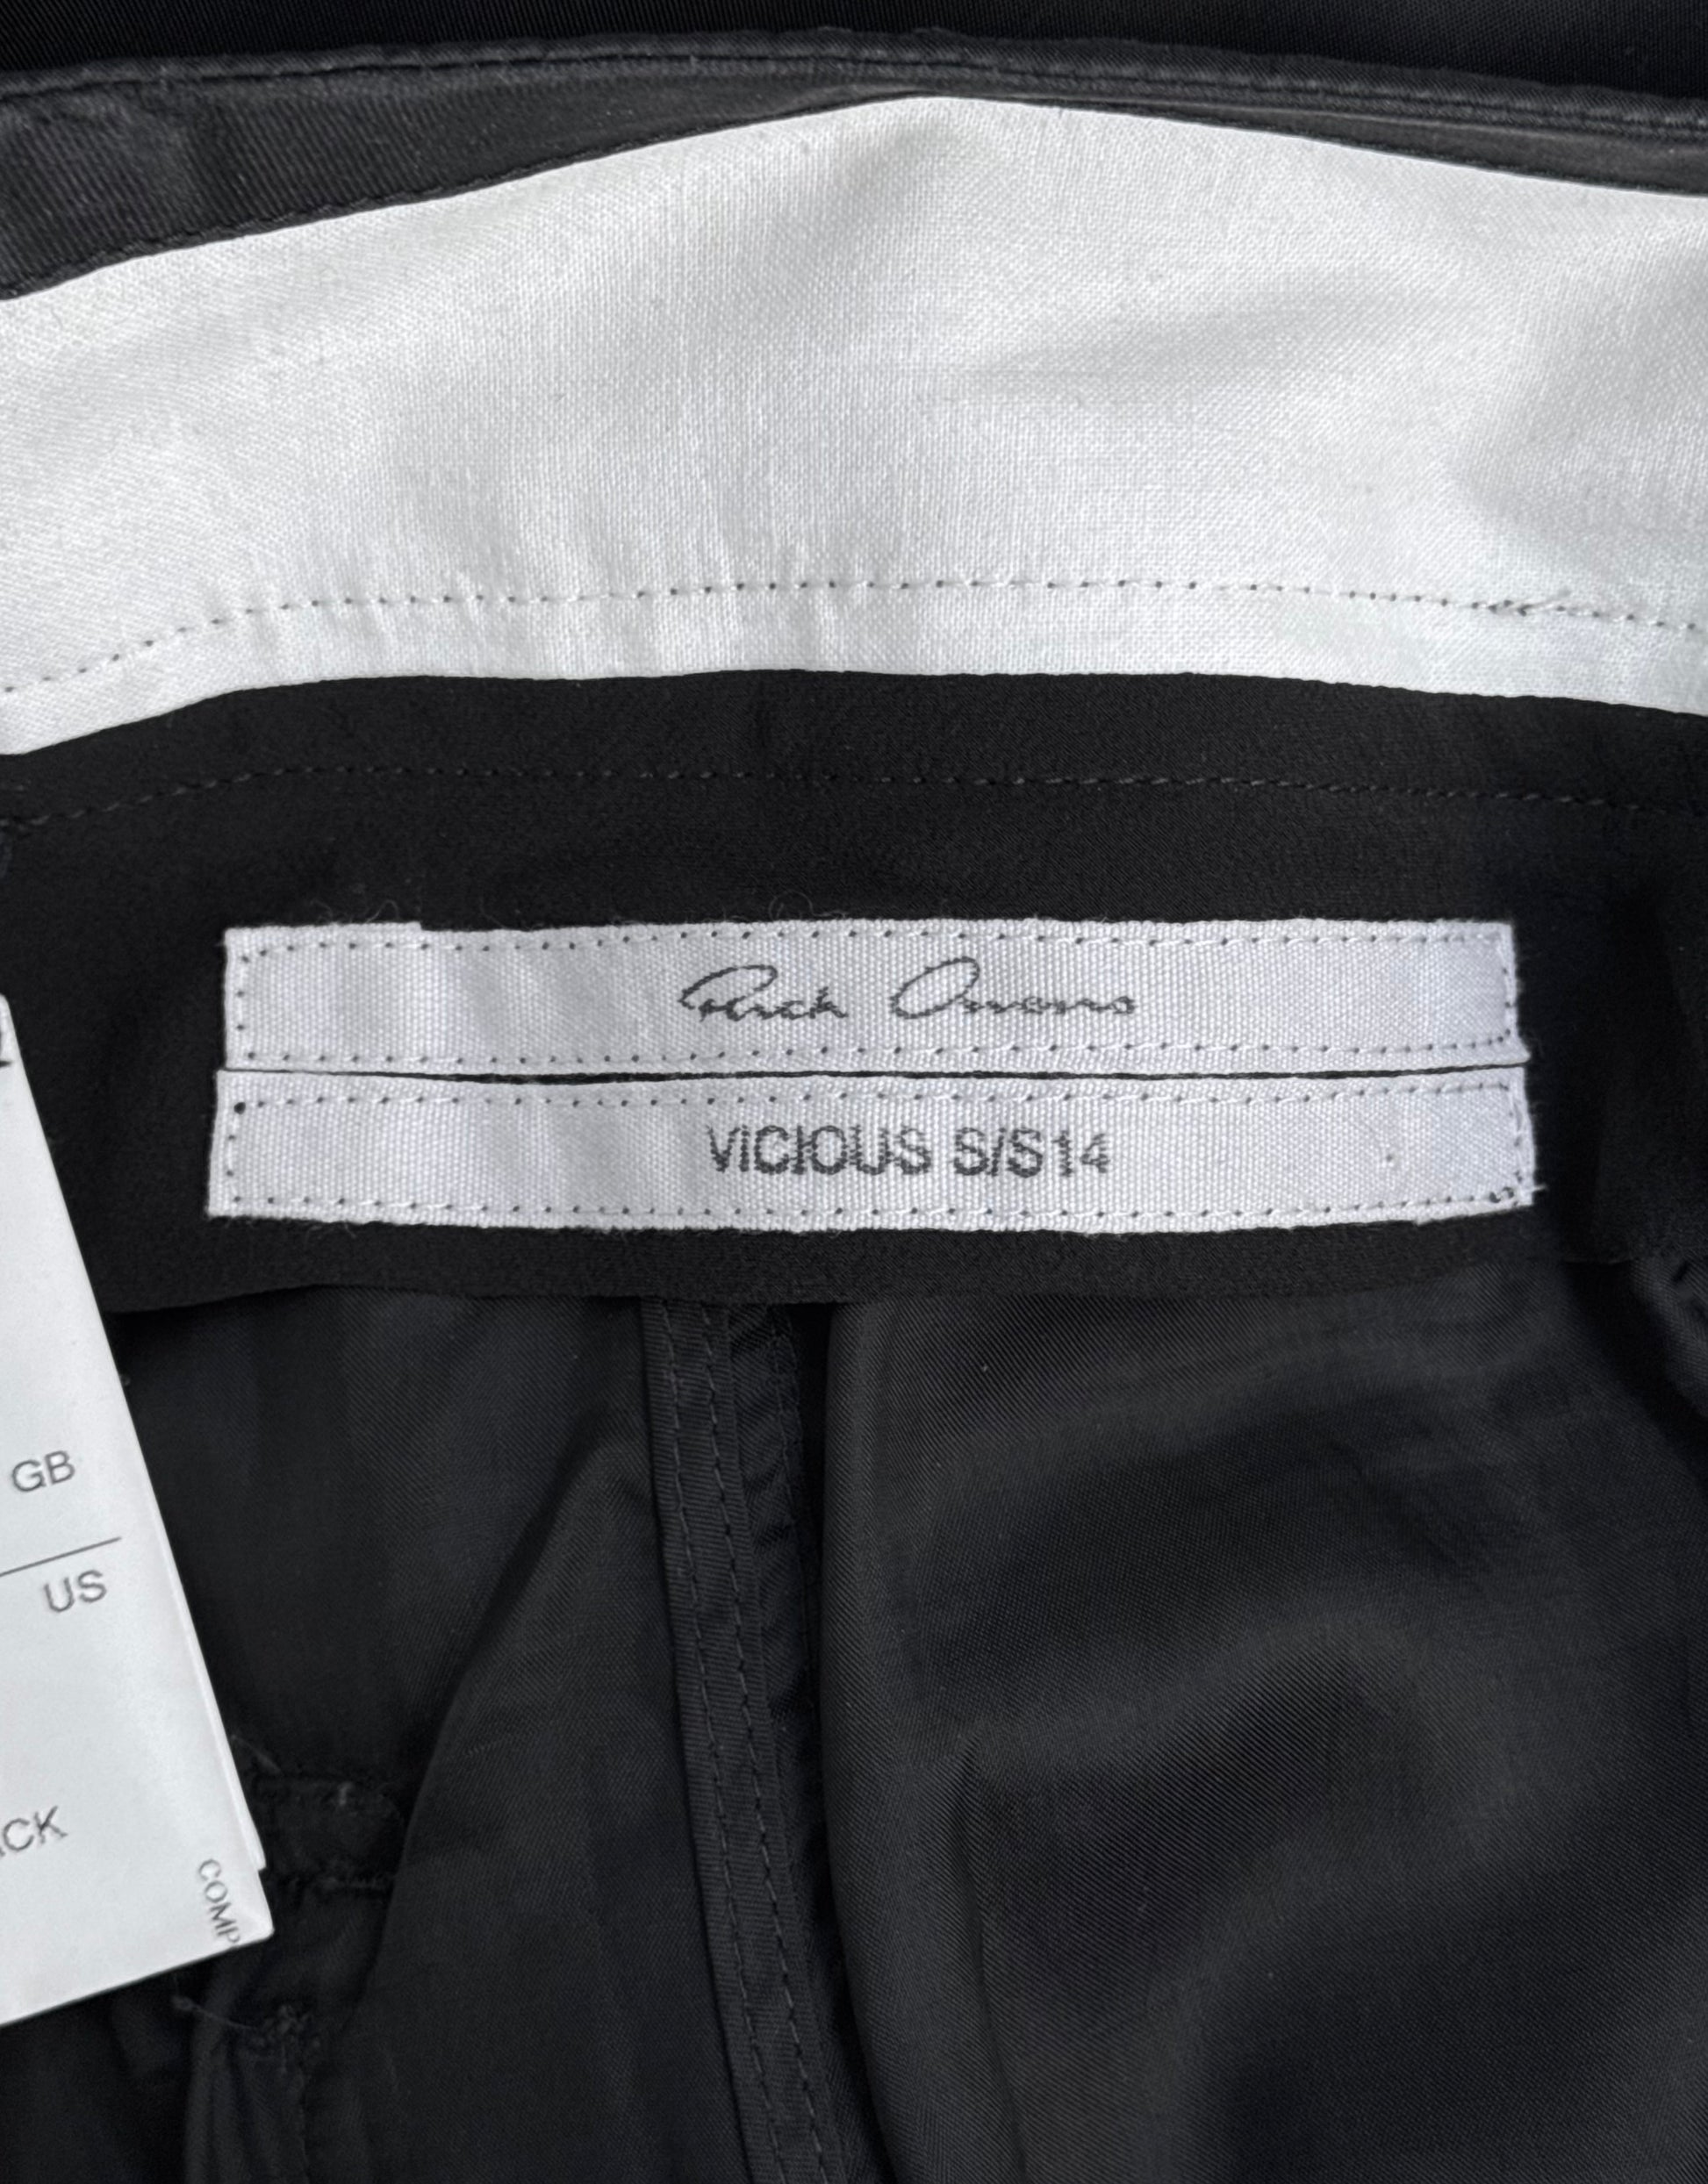 Rick Owens
VICIOUS S/S14
GB
US
CK
COMP